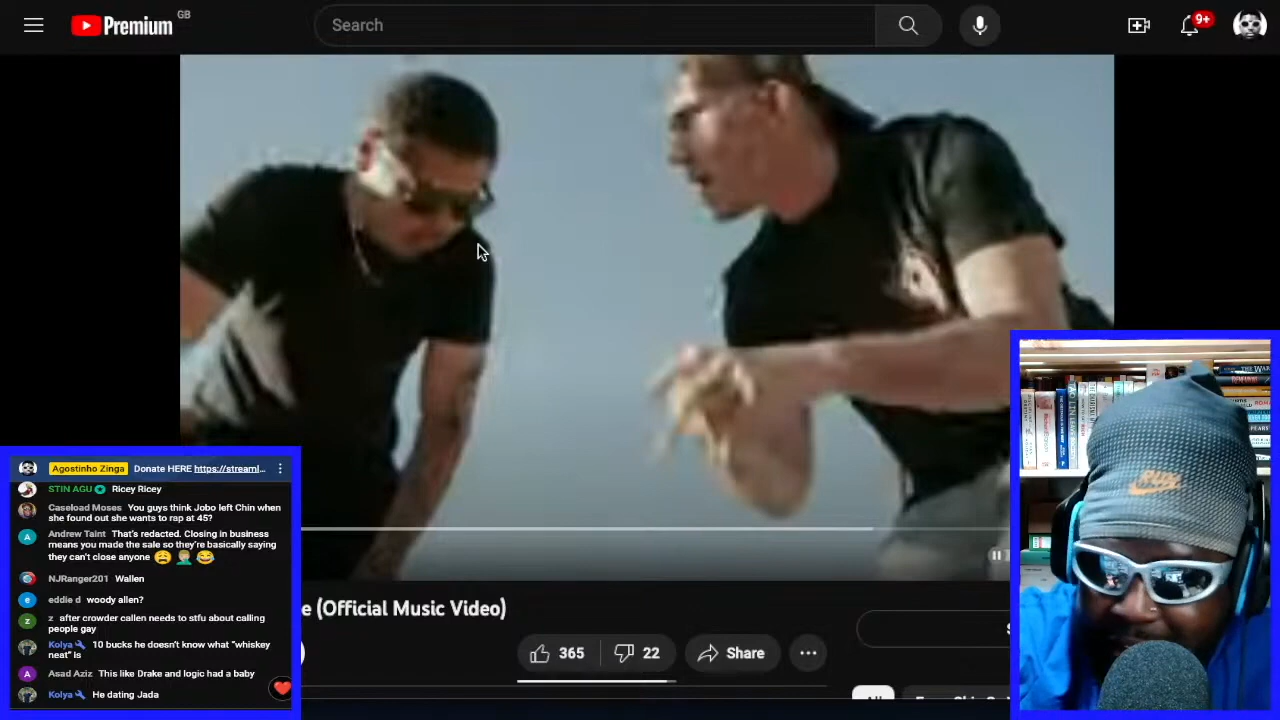 Premium
GB
Search
9+
e (Official Music Video)
365
22
Share
Agostinho Zinga Donate HERE https://streaml...
STIN AGU Ricey Ricey
Caseload Moses You guys think Jobo left Chin when
she found out she wants to rap at 45?
Andrew Taint That's redacted. Closing in business
means you made the sale so they're basically saying
they can't close anyone 😩 🤦🏼‍♂️ 😂
NJRanger201 Wallen
eddie d woody allen?
z after crowder callen needs to stfu about calling
people gay
Kolya 10 bucks he doesn't know what "whiskey
neat" is
Asad Aziz This like Drake and logic had a baby
Kolya He dating Jada